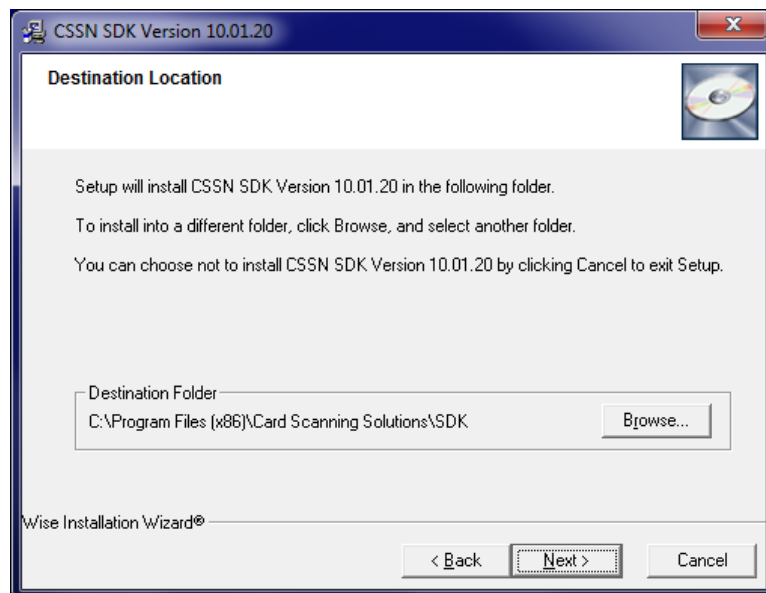 CSSN SDK Version 10.01.20
Destination Location
Setup will install CSSN SDK Version 10.01.20 in the following folder.
To install into a different folder, click Browse, and select another folder.
You can choose not to install CSSN SDK Version 10.01.20 by clicking Cancel to exit Setup.
Destination Folder
C:\Program Files (x86)\Card Scanning Solutions\SDK
Browse...
Wise Installation Wizard®
< Back
Next >
Cancel